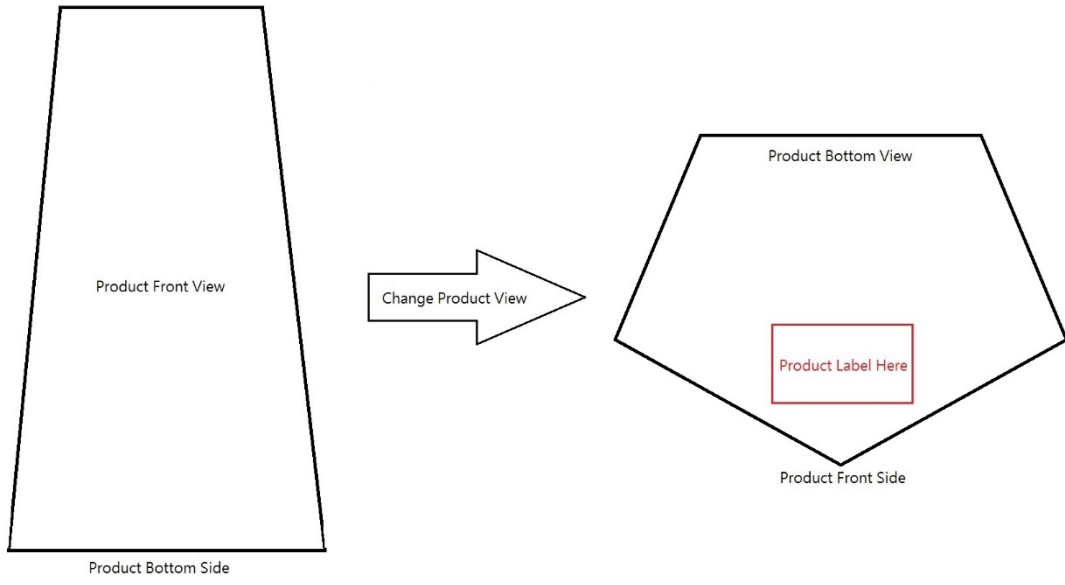 Product Front View
Product Bottom Side
Change Product View
Product Bottom View
Product Label Here
Product Front Side